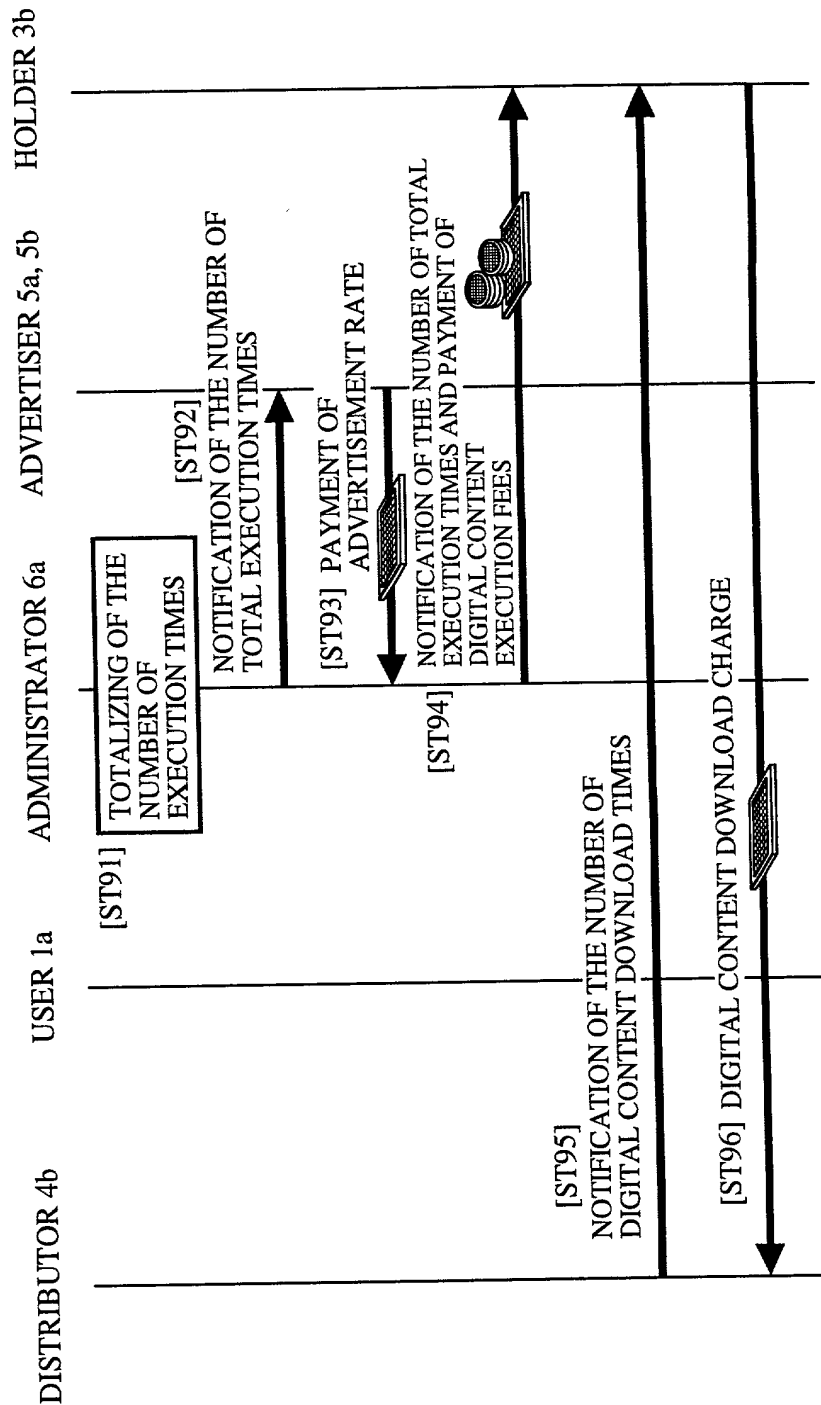 DISTRIBUTOR 4b
USER 1a
ADMINISTRATOR 6a
ADVERTISER 5a, 5b
HOLDER 3b
[ST91]
TOTALIZING OF THE
NUMBER OF
EXECUTION TIMES
[ST92]
NOTIFICATION OF THE NUMBER OF
TOTAL EXECUTION TIMES
[ST93] PAYMENT OF
ADVERTISEMENT RATE
[ST94]
NOTIFICATION OF THE NUMBER OF TOTAL
EXECUTION TIMES AND PAYMENT OF
DIGITAL CONTENT
EXECUTION FEES
[ST95]
NOTIFICATION OF THE NUMBER OF
DIGITAL CONTENT DOWNLOAD TIMES
[ST96] DIGITAL CONTENT DOWNLOAD CHARGE